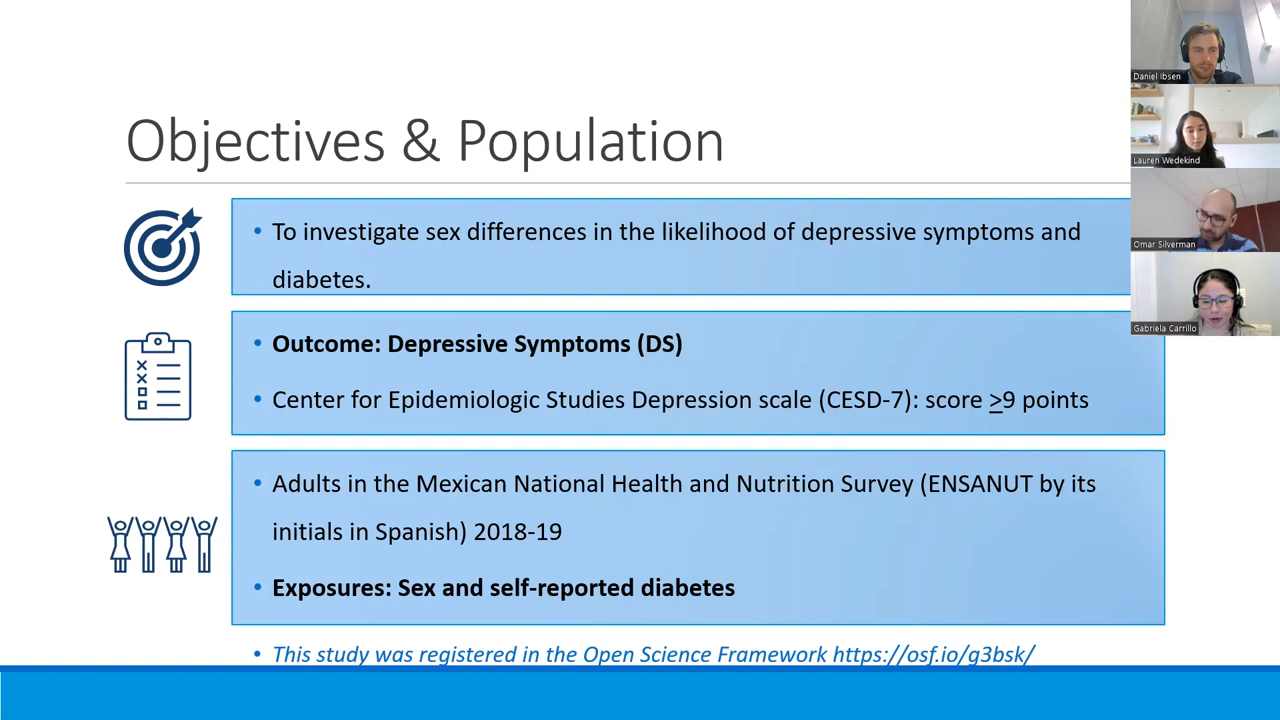 Objectives & Population
• To investigate sex differences in the likelihood of depressive symptoms and
diabetes.
• Outcome: Depressive Symptoms (DS)
• Center for Epidemiologic Studies Depression scale (CESD-7): score >9 points
• Adults in the Mexican National Health and Nutrition Survey (ENSANUT by its
initials in Spanish) 2018-19
• Exposures: Sex and self-reported diabetes
• This study was registered in the Open Science Framework https://osf.io/g3bsk/
Daniel Ibsen
Lauren Wedekind
Omar Silverman
Gabriela Carrillo